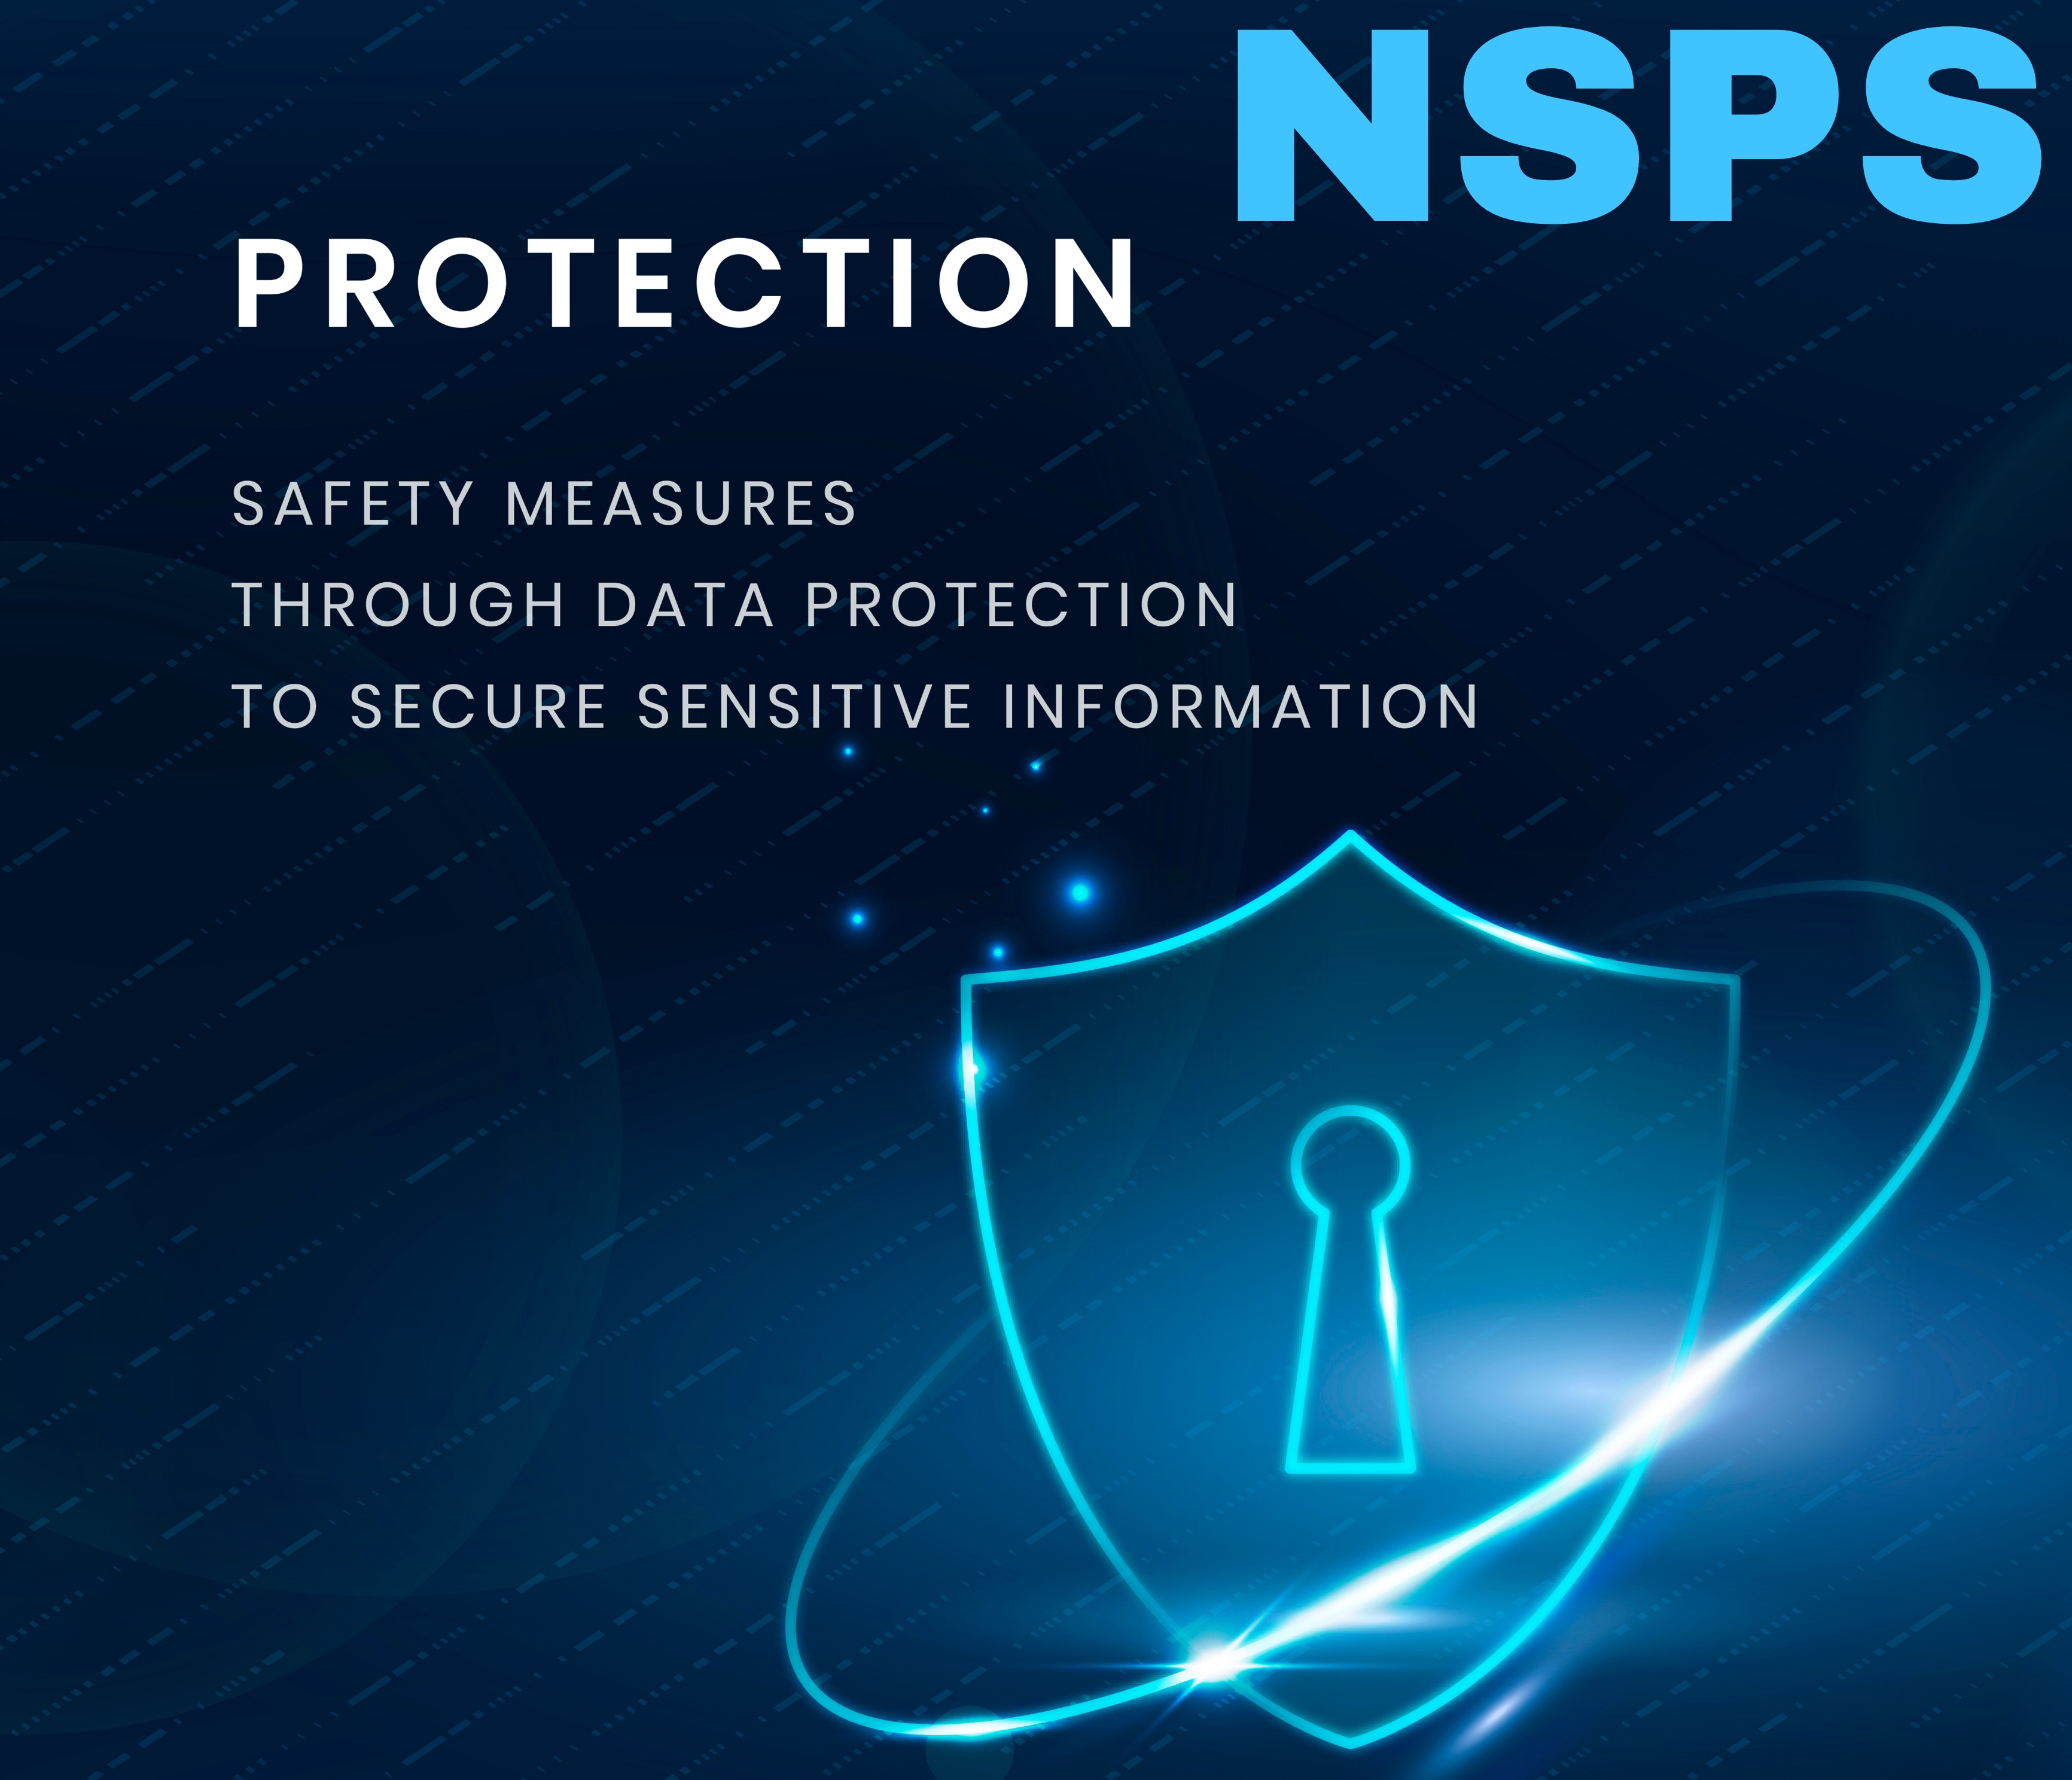 NSPS
PROTECTION
SAFETY MEASURES
THROUGH DATA PROTECTION
TO SECURE SENSITIVE INFORMATION